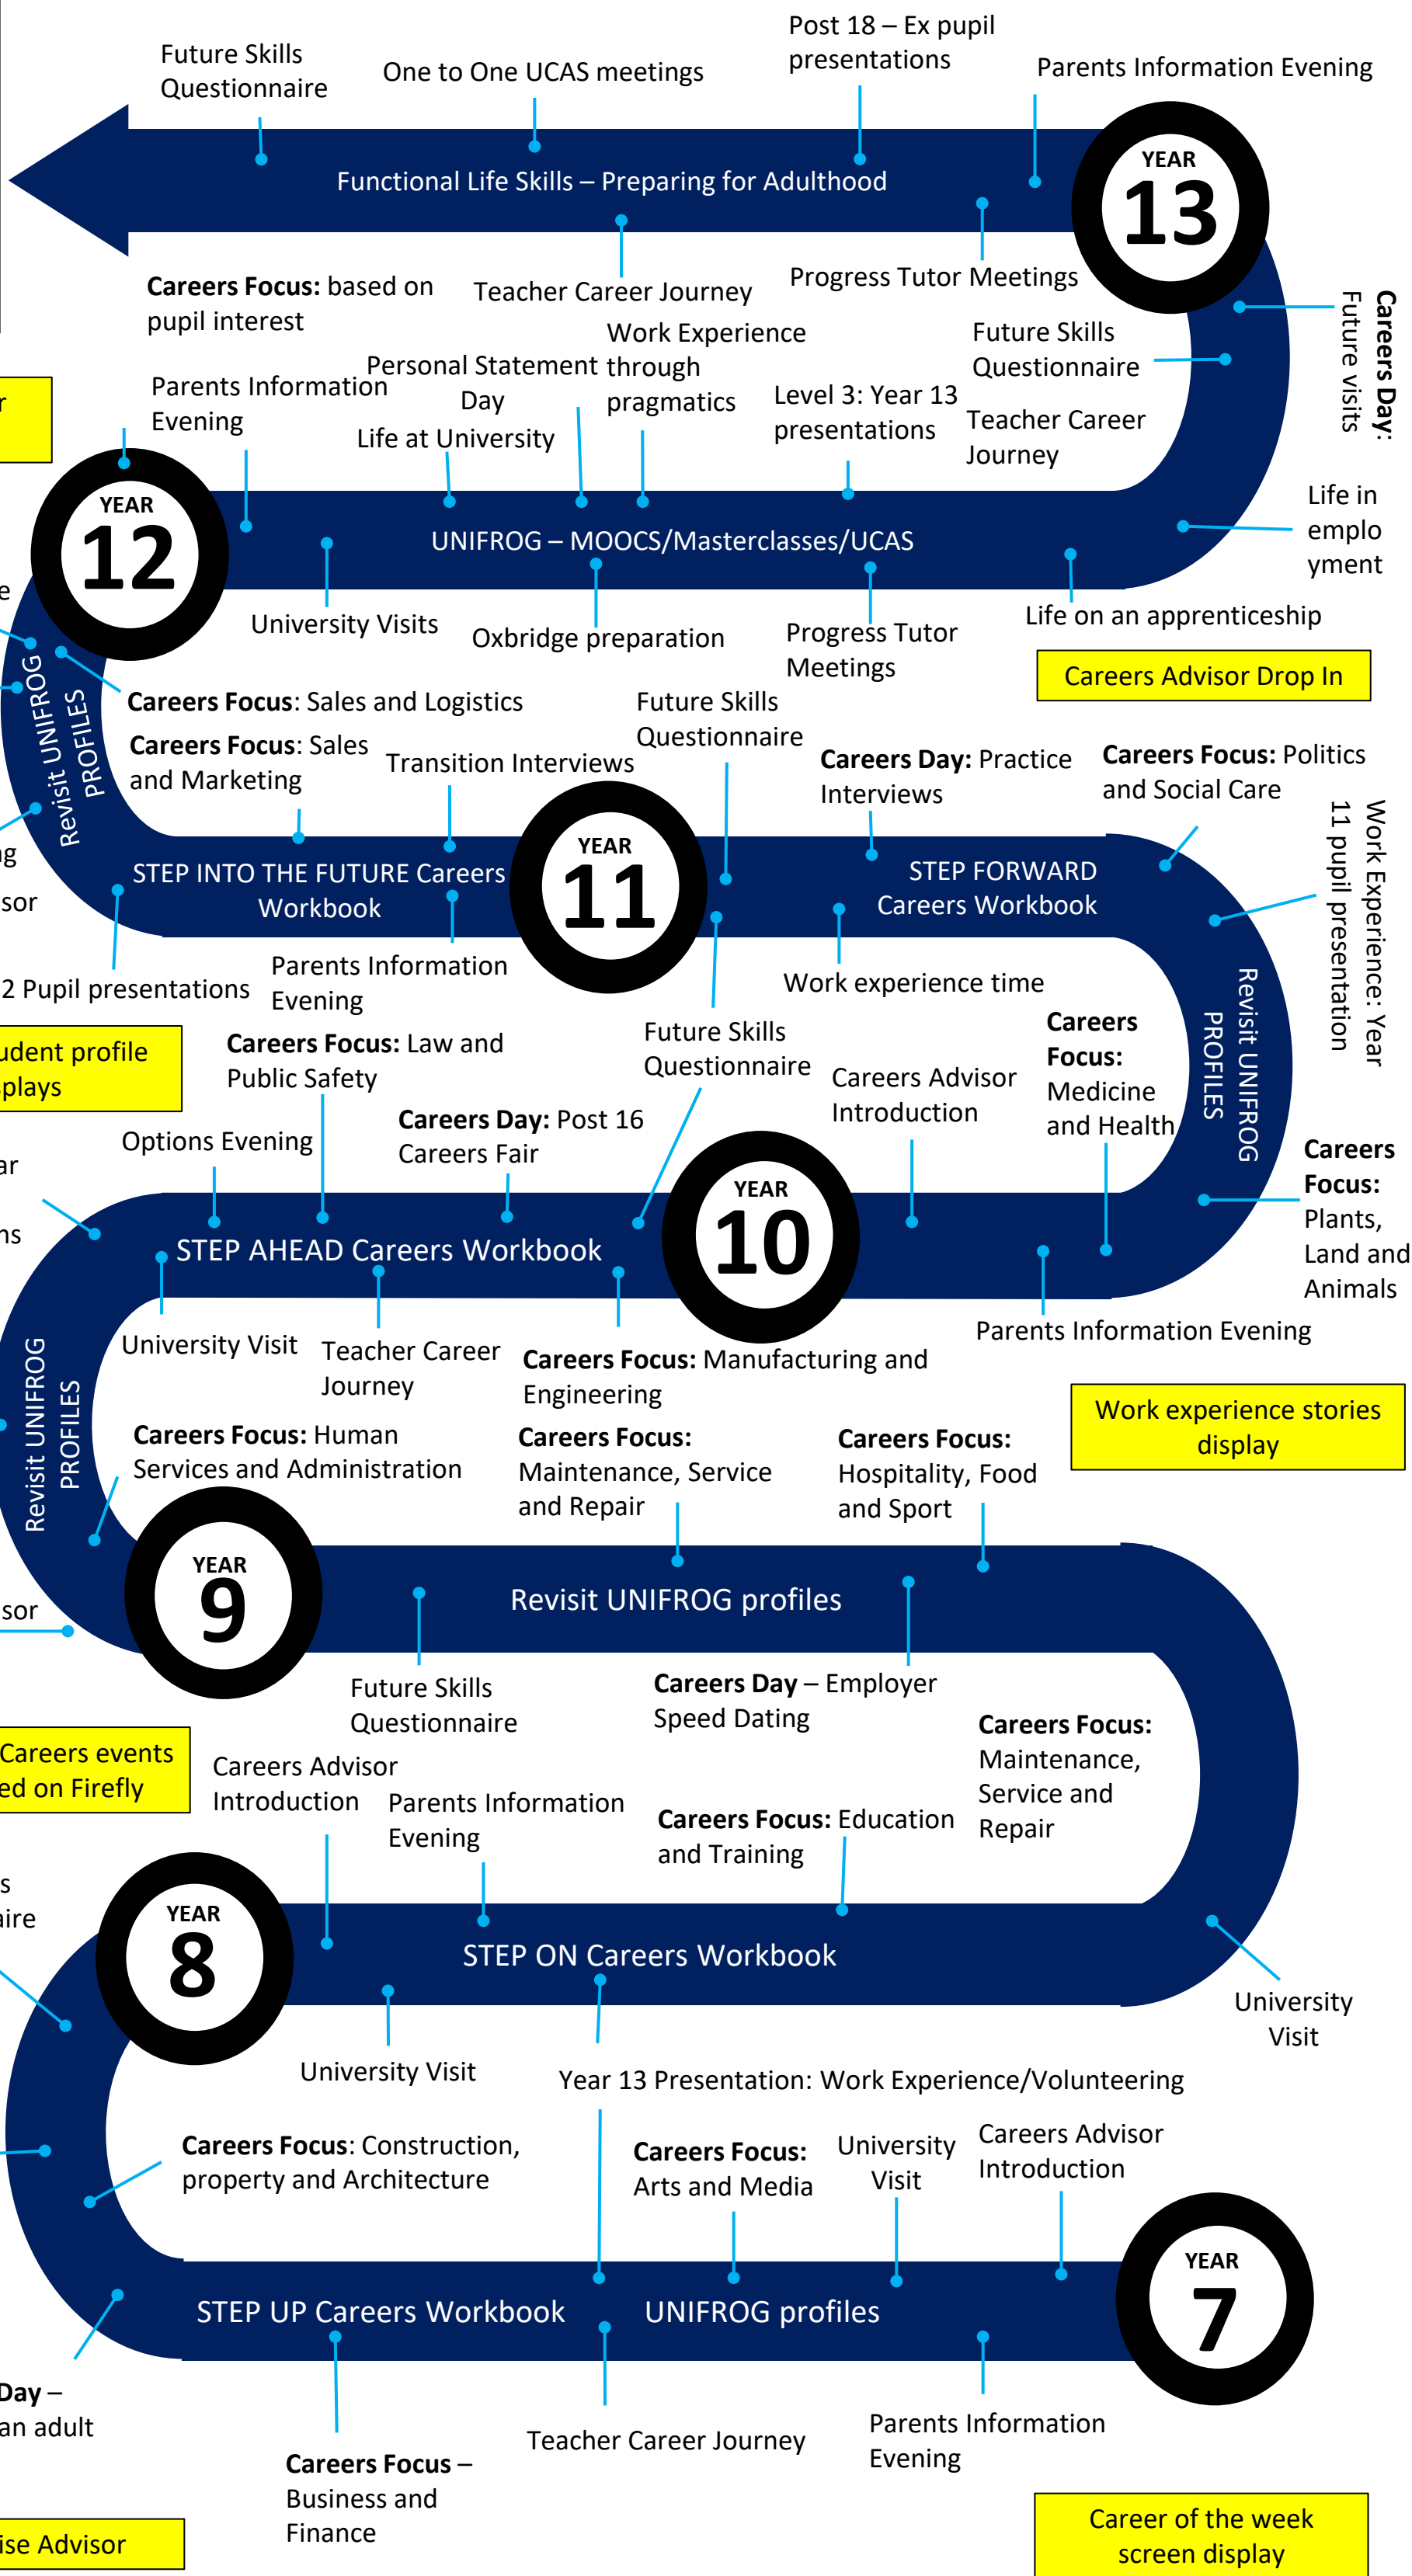 Post 18 – Ex pupil
presentations
Future Skills
Questionnaire
One to One UCAS meetings
Parents Information Evening
YEAR
13
Functional Life Skills – Preparing for Adulthood
Careers Focus: based on
pupil interest
Teacher Career Journey
Progress Tutor Meetings
Careers Day:
Future visits
Future Skills
Questionnaire
Work Experience
through
pragmatics
Personal Statement
Day
Parents Information
Evening
Life at University
Level 3: Year 13
presentations
Teacher Career
Journey
Life in
emplo
yment
r
YEAR
12
UNIFROG – MOOCS/Masterclasses/UCAS
e
University Visits
Oxbridge preparation
Progress Tutor
Meetings
Life on an apprenticeship
Careers Advisor Drop In
Revisit UNIFROG
PROFILES
Careers Focus: Sales and Logistics
Future Skills
Questionnaire
Careers Focus: Sales
and Marketing
Transition Interviews
Careers Day: Practice
Interviews
Careers Focus: Politics
and Social Care
Work Experience: Year
11 pupil presentation
ng
sor
STEP INTO THE FUTURE Careers
Workbook
YEAR
11
STEP FORWARD
Careers Workbook
2 Pupil presentations
Parents Information
Evening
Work experience time
Revisit UNIFROG
PROFILES
udent profile
splays
Careers Focus: Law and
Public Safety
Future Skills
Questionnaire
Careers Advisor
Introduction
Careers
Focus:
Medicine
and Health
Options Evening
Careers Day: Post 16
Careers Fair
ar
ns
Careers
Focus:
Plants,
Land and
Animals
STEP AHEAD Careers Workbook
YEAR
10
University Visit
Teacher Career
Journey
Careers Focus: Manufacturing and
Engineering
Parents Information Evening
Revisit UNIFROG
PROFILES
Work experience stories
display
Careers Focus: Human
Services and Administration
Careers Focus:
Maintenance, Service
and Repair
Careers Focus:
Hospitality, Food
and Sport
YEAR
9
Revisit UNIFROG profiles
sor
Future Skills
Questionnaire
Careers Day – Employer
Speed Dating
Careers Focus:
Maintenance,
Service and
Repair
Careers events
ed on Firefly
Careers Advisor
Introduction
Parents Information
Evening
Careers Focus: Education
and Training
s
aire
YEAR
8
STEP ON Careers Workbook
University
Visit
University Visit
Year 13 Presentation: Work Experience/Volunteering
Careers Focus: Construction,
property and Architecture
Careers Focus:
Arts and Media
University
Visit
Careers Advisor
Introduction
YEAR
7
STEP UP Careers Workbook
UNIFROG profiles
Day –
an adult
Careers Focus –
Business and
Finance
Teacher Career Journey
Parents Information
Evening
ise Advisor
Career of the week
screen display